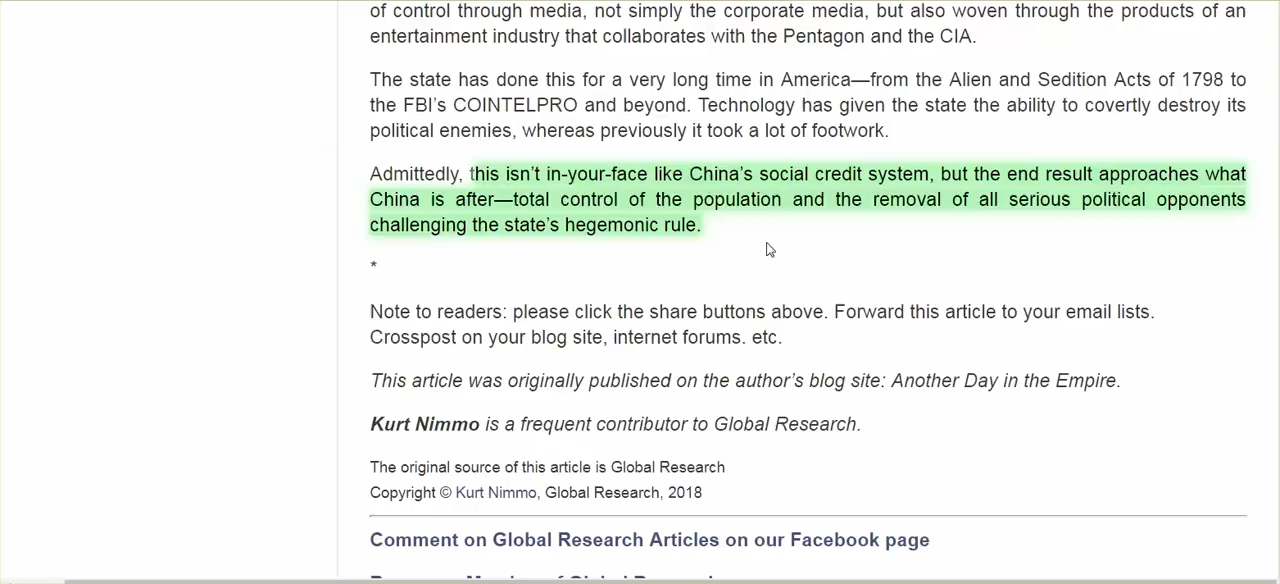 of control through media, not simply the corporate media, but also woven through the products of an
entertainment industry that collaborates with the Pentagon and the CIA.
The state has done this for a very long time in America—from the Alien and Sedition Acts of 1798 to
the FBI’s COINTELPRO and beyond. Technology has given the state the ability to covertly destroy its
political enemies, whereas previously it took a lot of footwork.
Admittedly, this isn’t in-your-face like China’s social credit system, but the end result approaches what
China is after—total control of the population and the removal of all serious political opponents
challenging the state’s hegemonic rule.
*
Note to readers: please click the share buttons above. Forward this article to your email lists.
Crosspost on your blog site, internet forums. etc.
This article was originally published on the author’s blog site: Another Day in the Empire.
Kurt Nimmo is a frequent contributor to Global Research.
The original source of this article is Global Research
Copyright © Kurt Nimmo, Global Research, 2018
Comment on Global Research Articles on our Facebook page